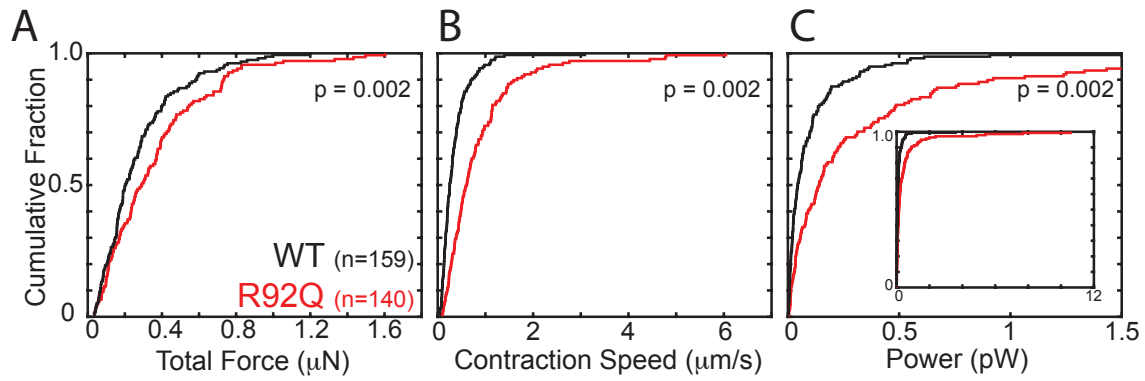 A
B
C
Cumulative Fraction
1.0
0.5
0
p = 0.002
WT (n=159)
R92Q (n=140)
0 0.4 0.8 1.2 1.6
Total Force (μN)
p = 0.002
0 2 4 6
Contraction Speed (μm/s)
p = 0.002
1.0
0
0 12
0 0.5 1 1.5
Power (pW)